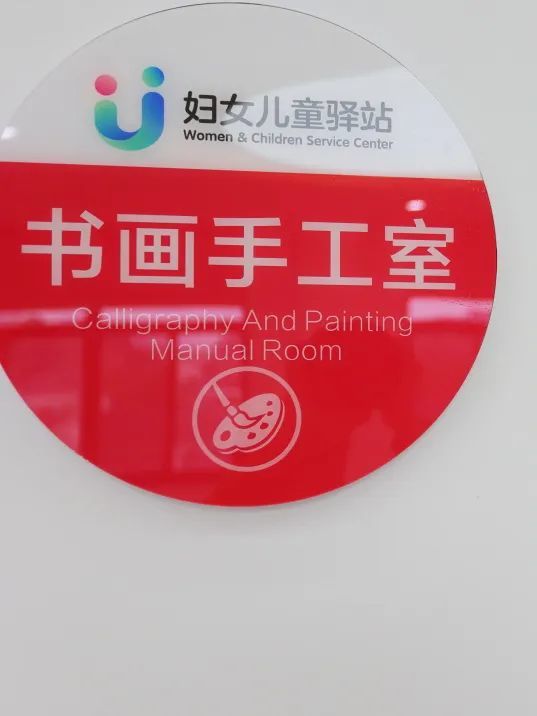 妇女儿童驿站
Women & Children Service Center
书画手工室
Calligraphy And Painting
Manual Room